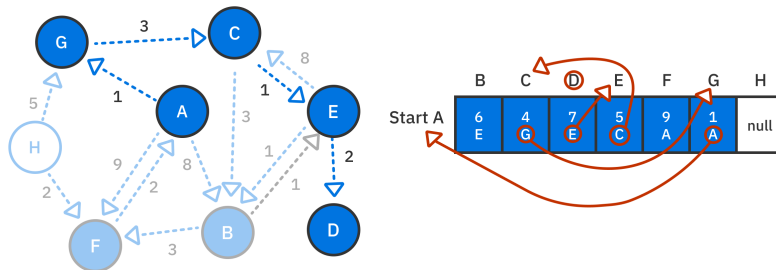 G
3
C
8
1
1
A
E
5
3
H
9
2
8
1
2
2
1
F
3
B
D
B C D E F G H
Start A
6 4 7 5 9 1 null
E G E C A A